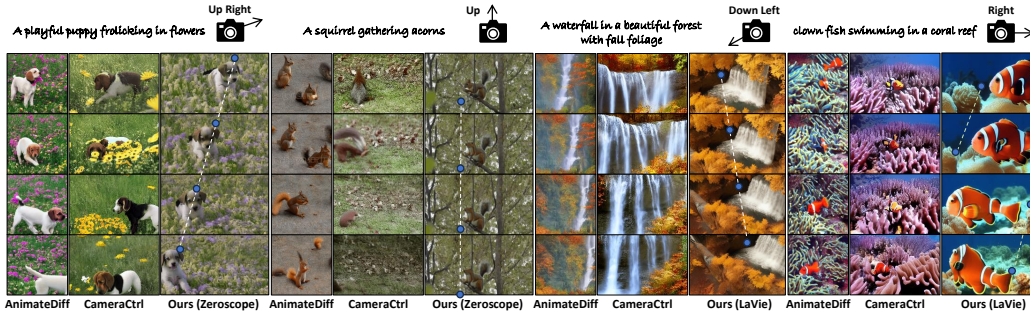 Up Right
A playful puppy frolicking in flowers
Up
A squirrel gathering acorns
Down Left
A waterfall in a beautiful forest
with fall foliage
Right
clown fish swimming in a coral reef
AnimateDiff CameraCtrl Ours (Zeroscope) AnimateDiff CameraCtrl Ours (Zeroscope) AnimateDiff CameraCtrl Ours (LaVie) AnimateDiff CameraCtrl Ours (LaVie)